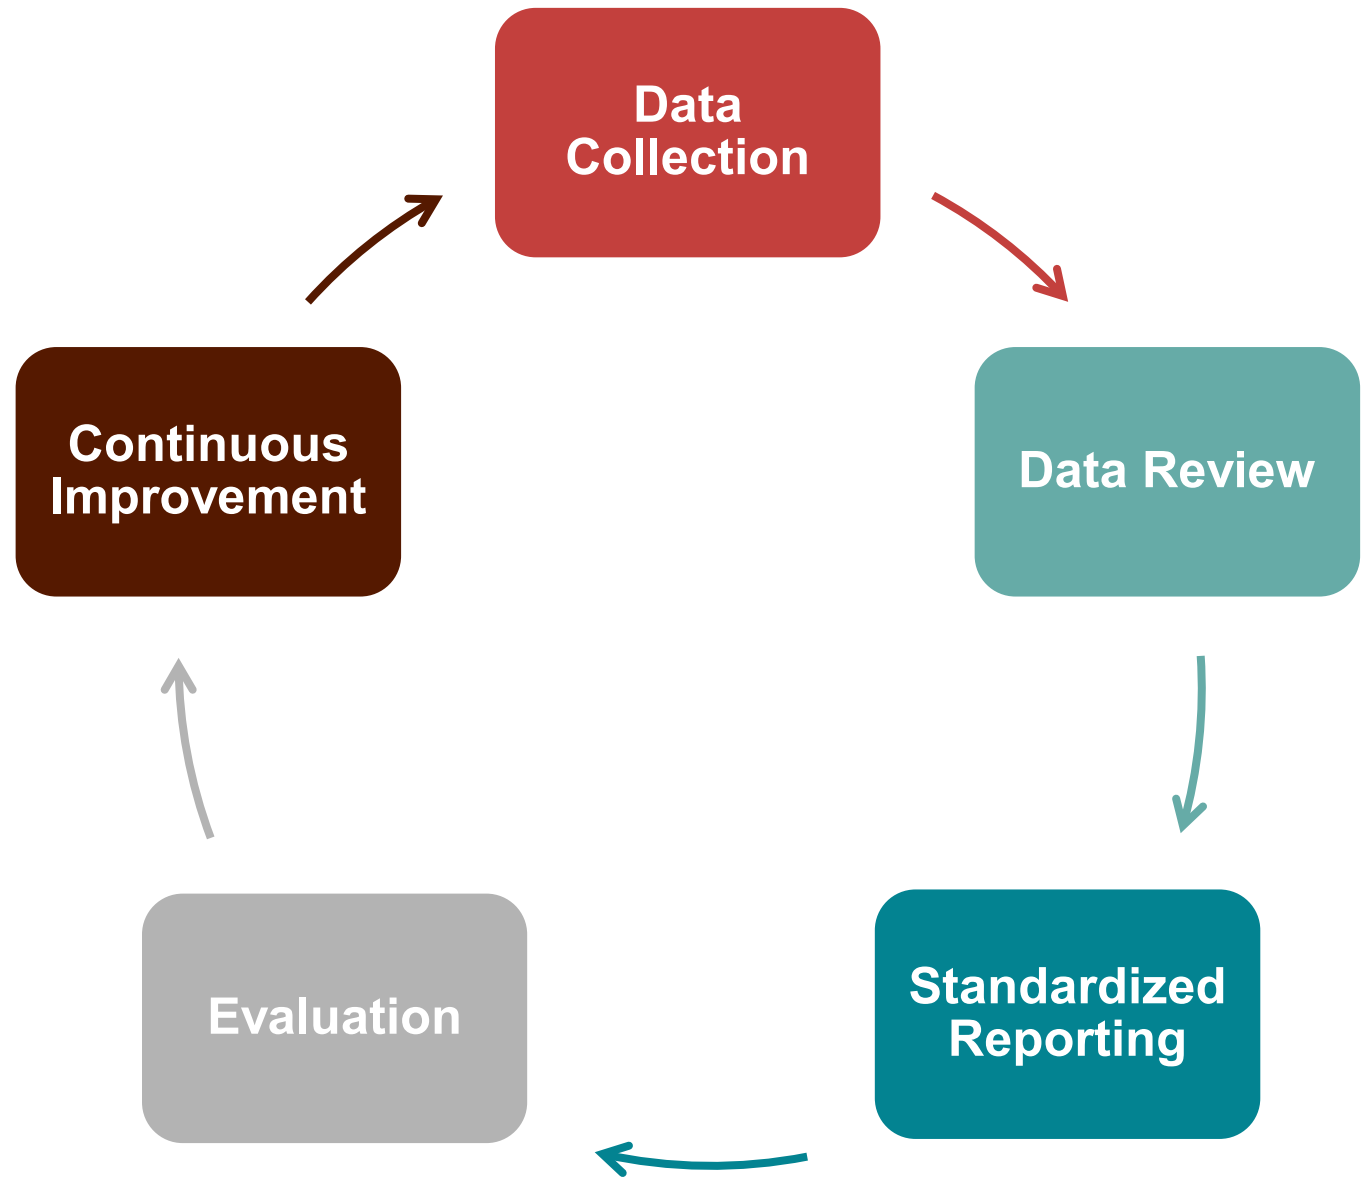 Data
Collection
Data Review
Standardized
Reporting
Evaluation
Continuous
Improvement